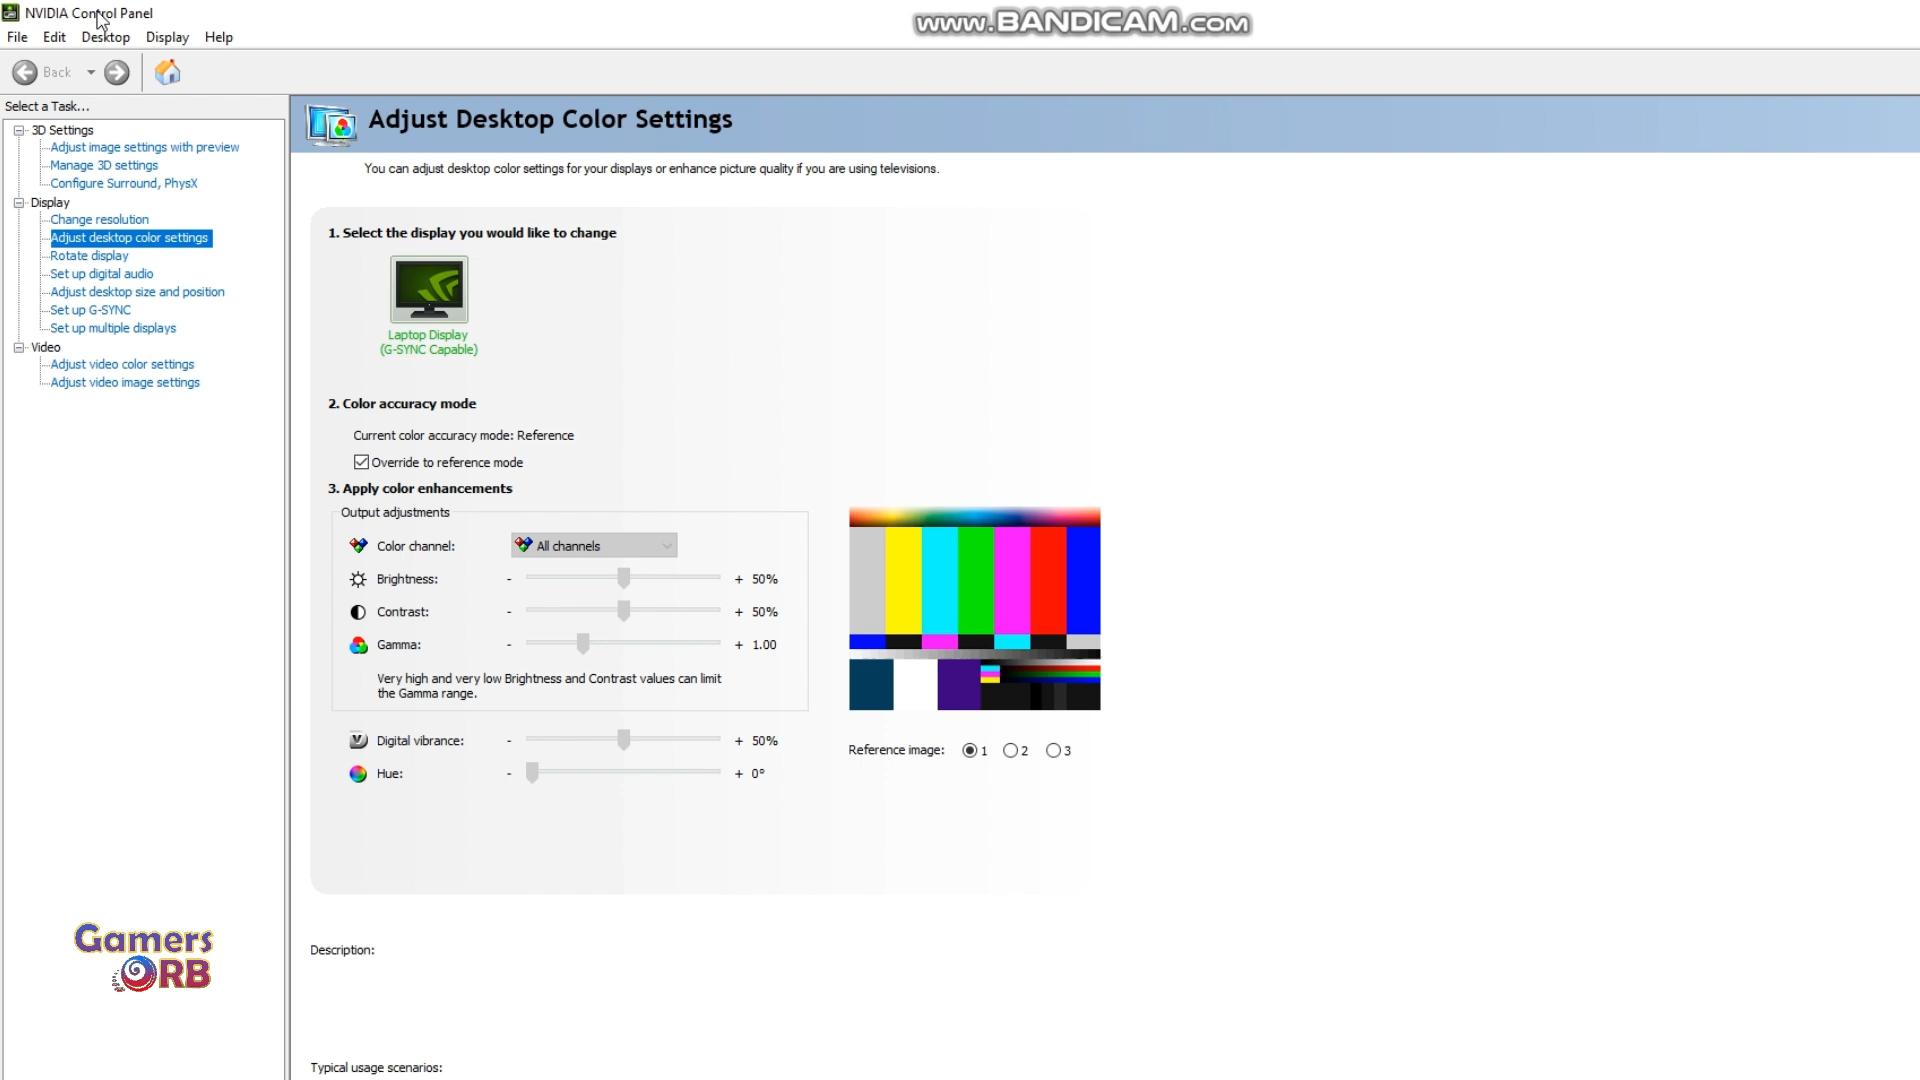 NVIDIA Control Panel
www.BANDICAM.com
File Edit Desktop Display Help
Back
Select a Task...
3D Settings
Adjust image settings with preview
Manage 3D settings
Configure Surround, PhysX
Display
Change resolution
Adjust desktop color settings
Rotate display
Set up digital audio
Adjust desktop size and position
Set up G-SYNC
Set up multiple displays
Video
Adjust video color settings
Adjust video image settings
Gamers
ORB
Adjust Desktop Color Settings
You can adjust desktop color settings for your displays or enhance picture quality if you are using televisions.
1. Select the display you would like to change
Laptop Display
(G-SYNC Capable)
2. Color accuracy mode
Current color accuracy mode: Reference
Override to reference mode
3. Apply color enhancements
Output adjustments
Color channel: All channels
Brightness: - + 50%
Contrast: - + 50%
Gamma: - + 1.00
Very high and very low Brightness and Contrast values can limit
the Gamma range.
Digital vibrance: - + 50%
Hue: - + 0°
Reference image: 1 2 3
Description:
Typical usage scenarios: